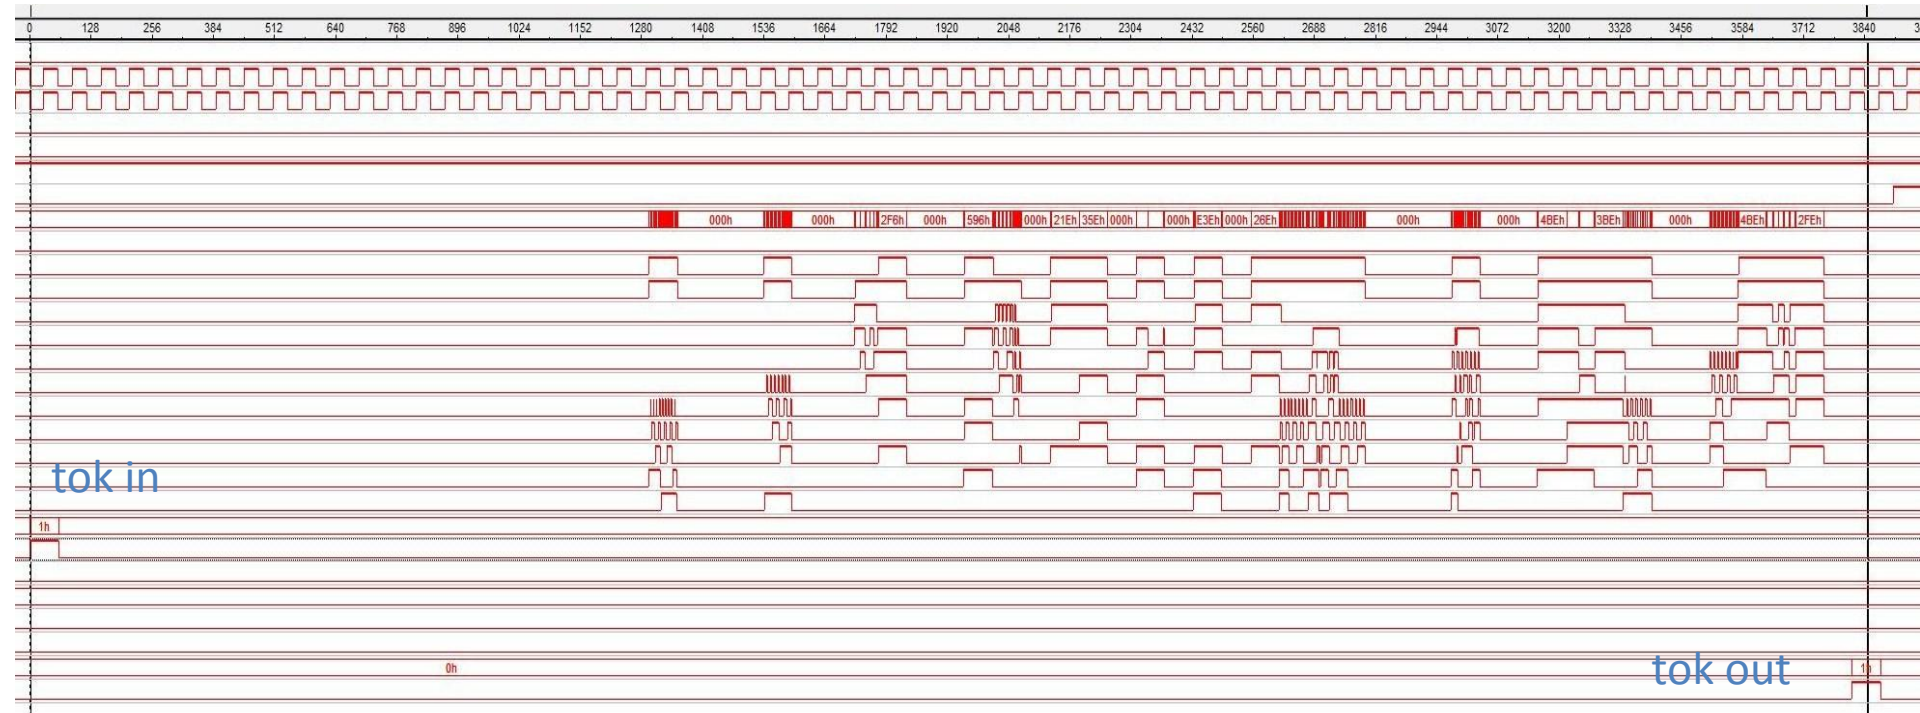 0 128 256 384 512 640 768 896 1024 1152 1280 1408 1536 1664 1792 1920 2048 2176 2304 2432 2560 2688 2816 2944 3072 3200 3328 3456 3584 3712 3840
000h 000h 2F6h 000h 596h 000h 21Eh 35Eh 000h 000h E3Eh 000h 26Eh 000h 000h 4BEh 3BEh 000h 4BEh 2FEh
tok in
1h
0h
tok out